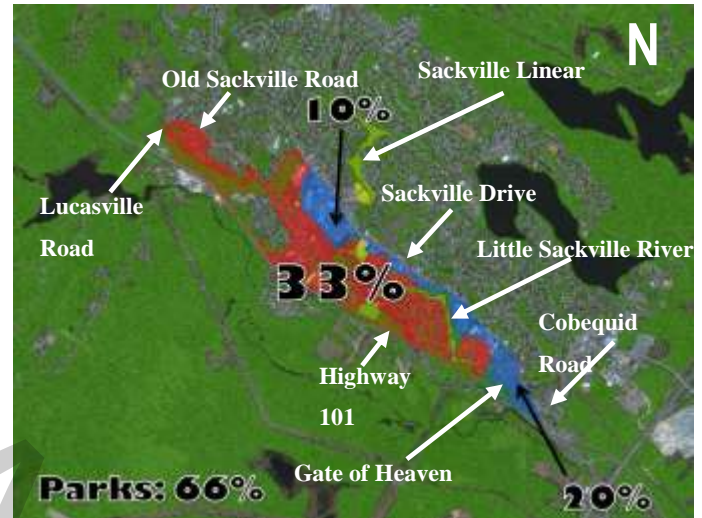 N
Old Sackville Road
Sackville Linear
10%
Lucasville
Road
Sackville Drive
Little Sackville River
33%
Cobequid
Road
Highway
101
Gate of Heaven
Parks: 66%
20%